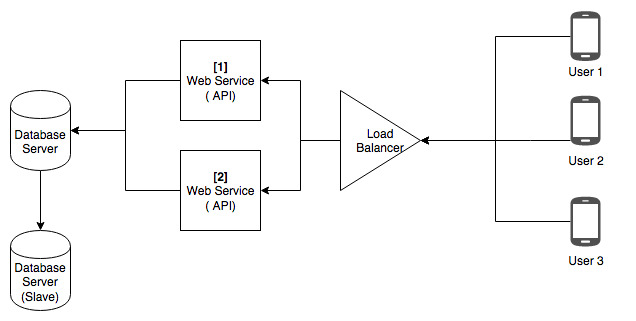 [1]
Web Service
( API)
User 1
Load
Balancer
Database
Server
User 2
[2]
Web Service
( API)
User 3
Database
Server
(Slave)